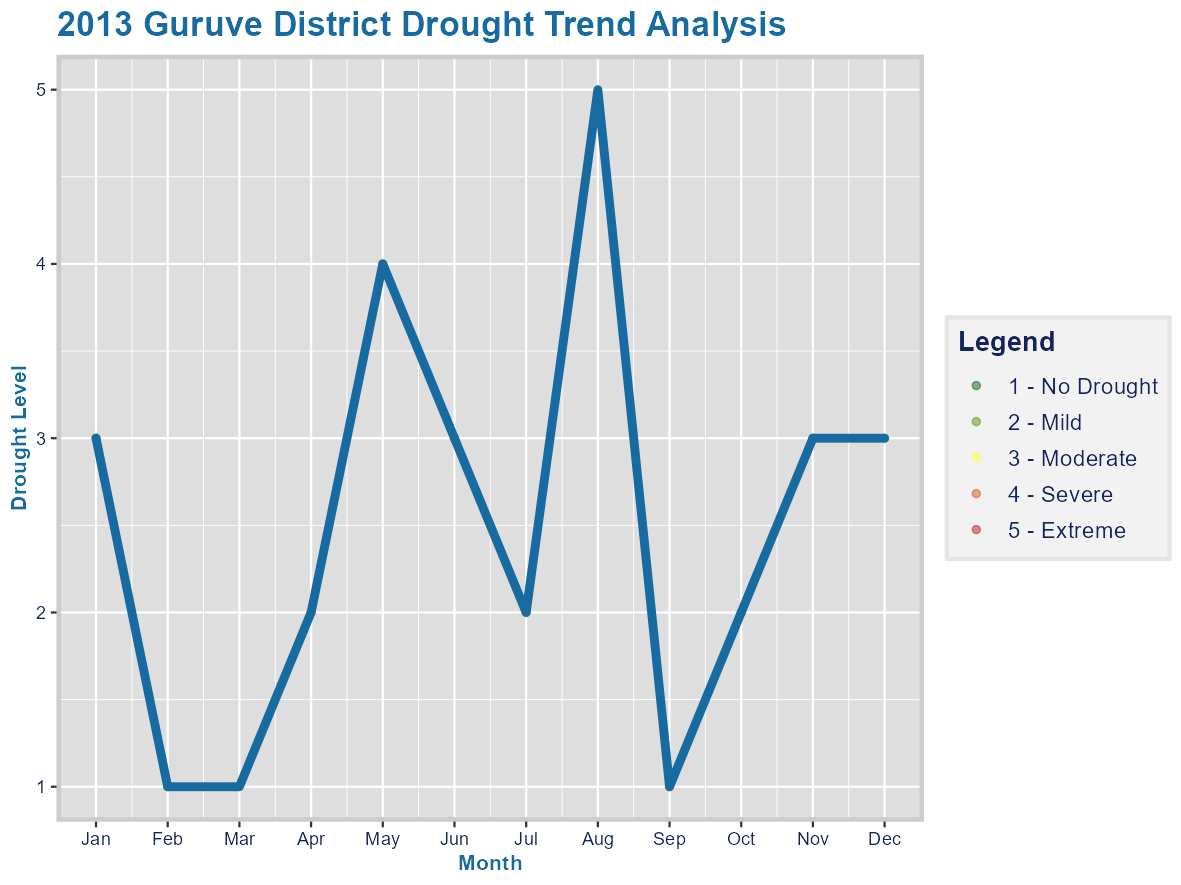 2013 Guruve District Drought Trend Analysis
Drought Level
5
4
3
2
1
Jan Feb Mar Apr May Jun Jul Aug Sep Oct Nov Dec
Month
Legend
1 - No Drought
2 - Mild
3 - Moderate
4 - Severe
5 - Extreme